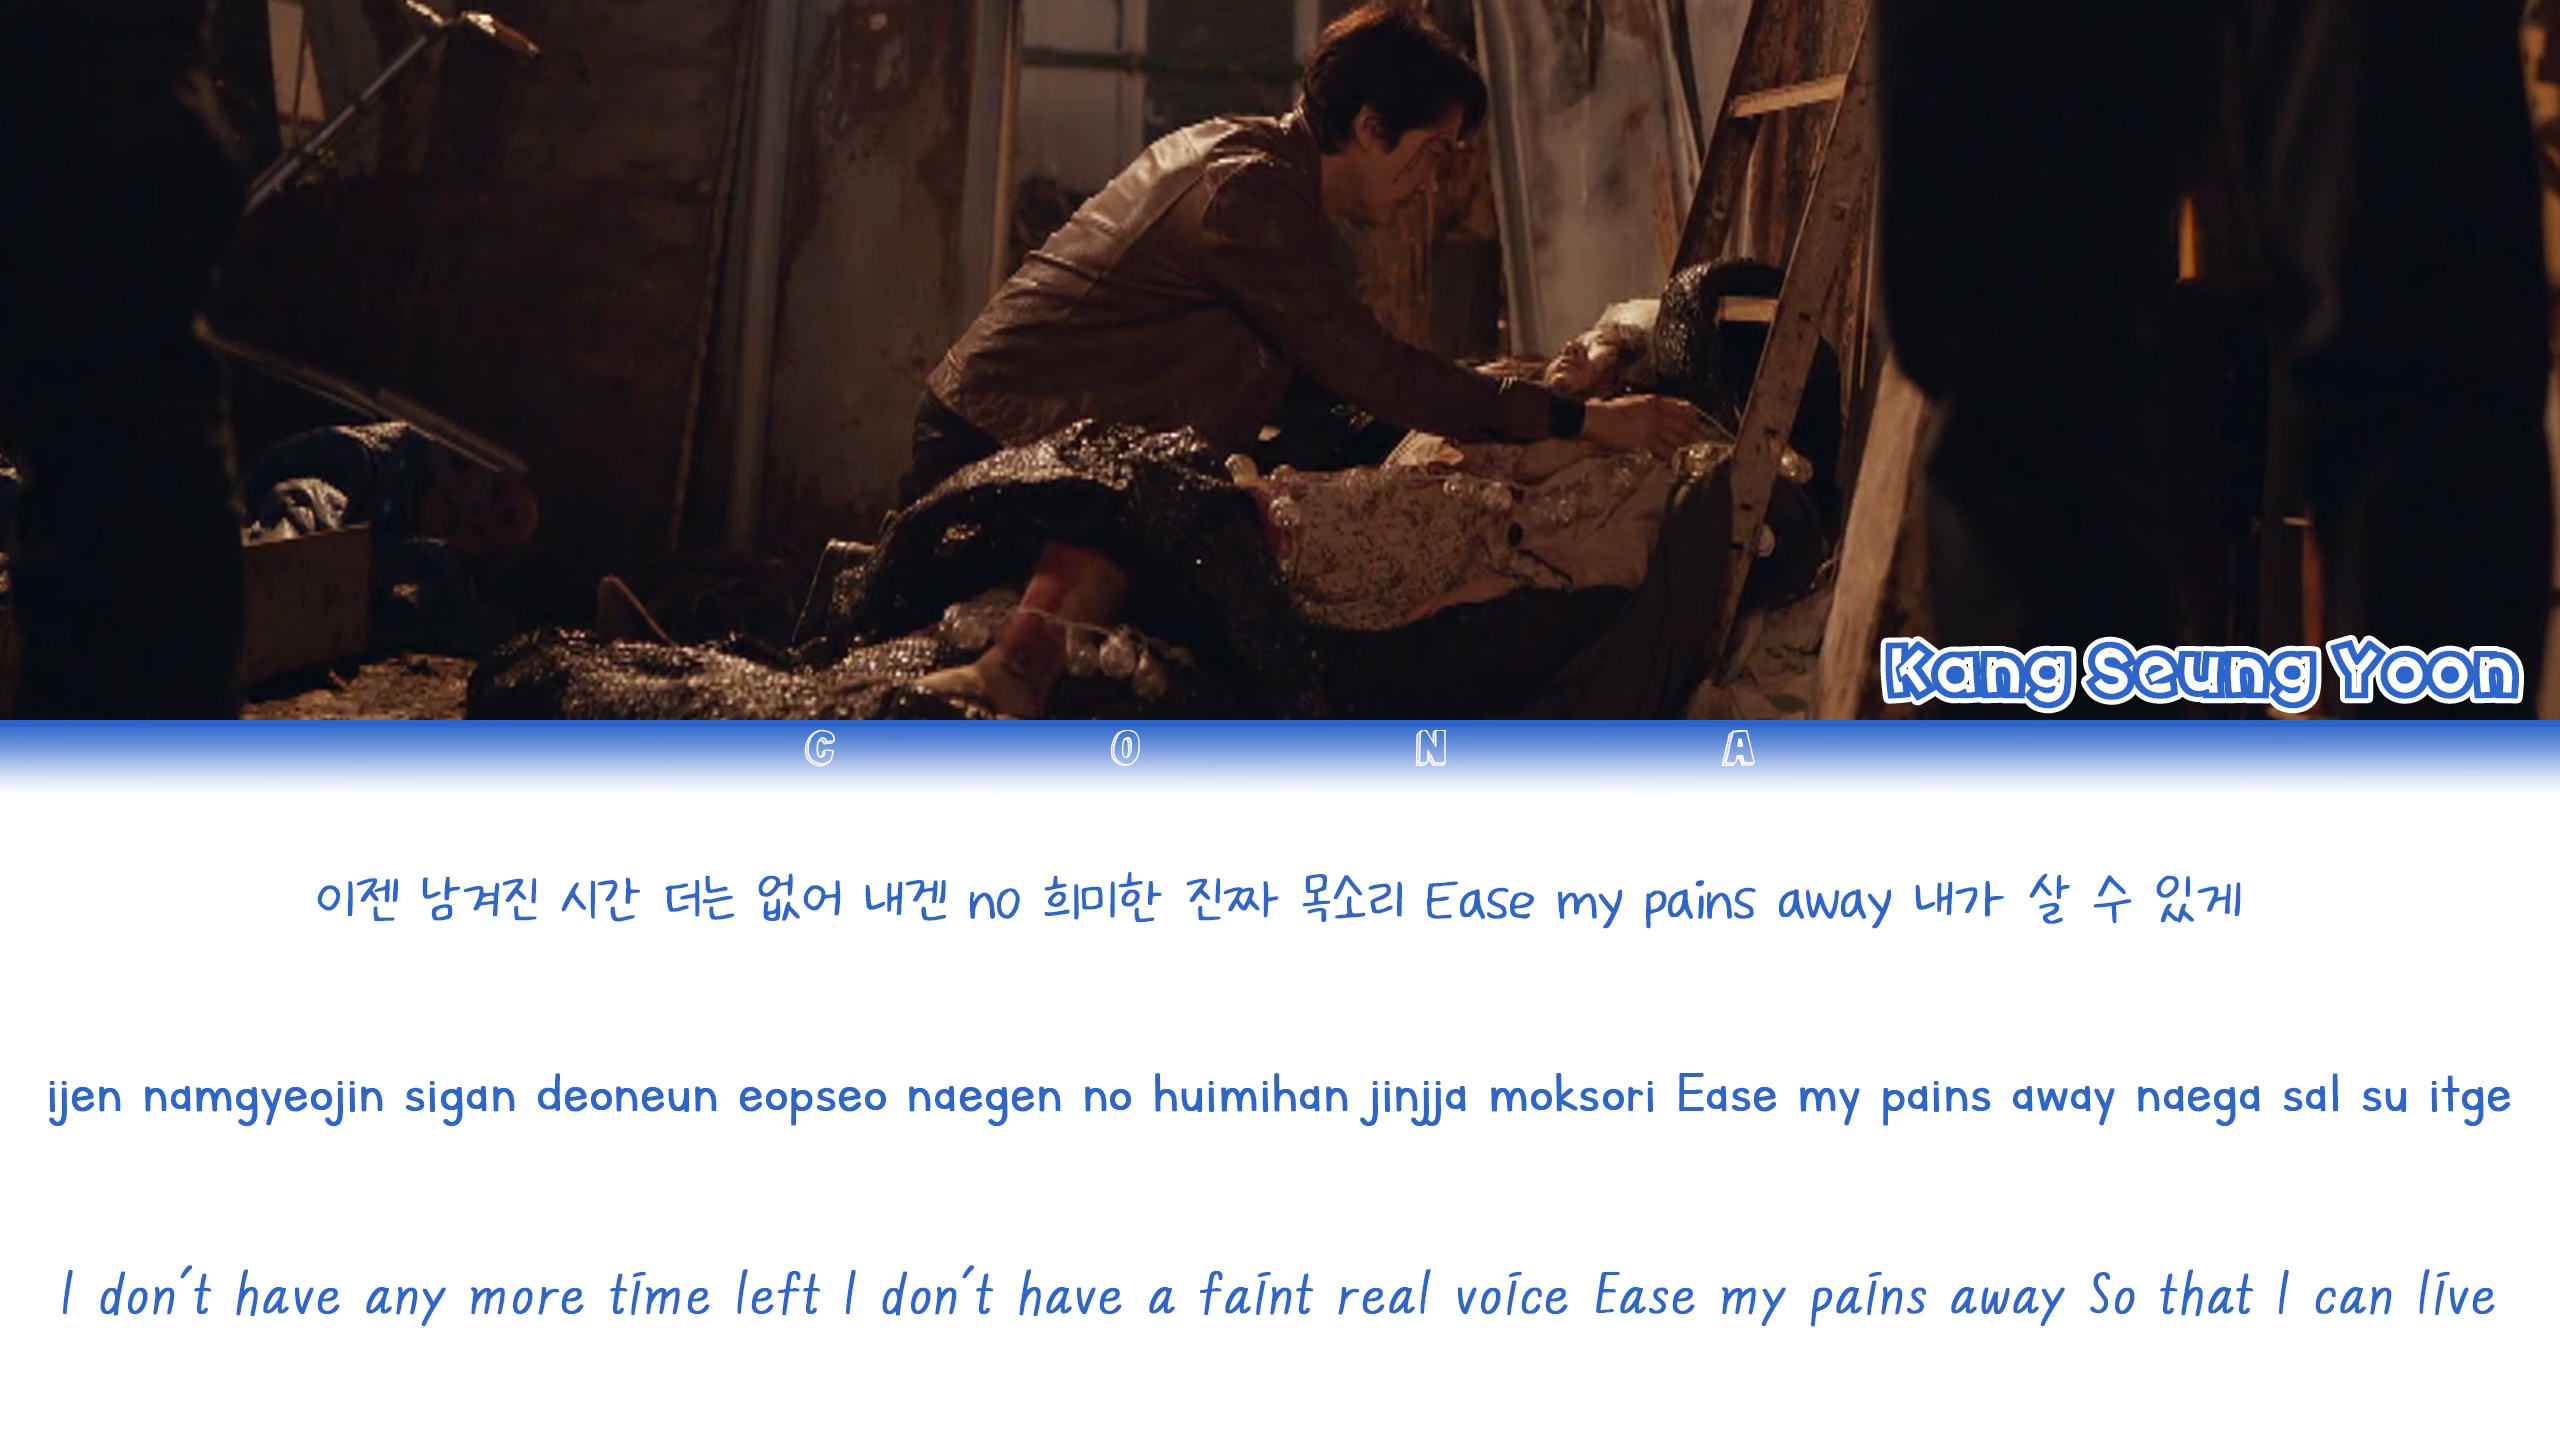 Kang Seung Yoon
C O N A
이젠 남겨진 시간 더는 없어 내겐 no 희미한 진짜 목소리 Ease my pains away 내가 살 수 있게
ijen namgyeojin sigan deoneun eopseo naegen no huimihan jinjja moksori Ease my pains away naega sal su itge
I don't have any more time left I don't have a faint real voice Ease my pains away So that I can live